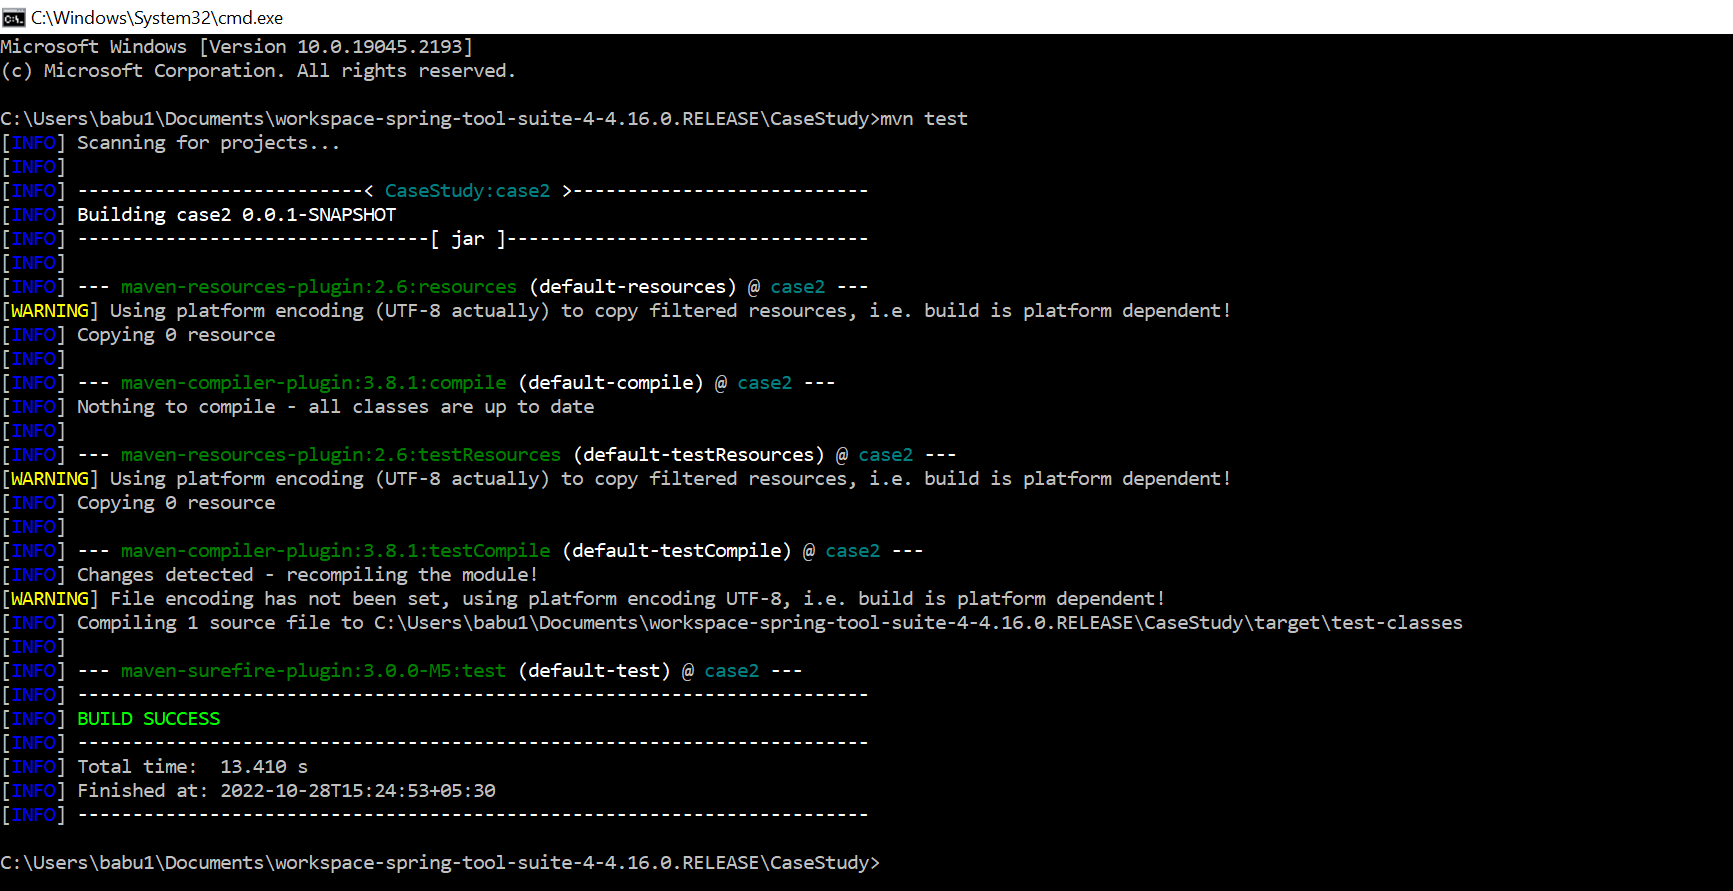 C:\Windows\System32\cmd.exe
Microsoft Windows [Version 10.0.19045.2193]
(c) Microsoft Corporation. All rights reserved.
C:\Users\babu1\Documents\workspace-spring-tool-suite-4-4.16.0.RELEASE\CaseStudy>mvn test
[INFO] Scanning for projects...
[INFO]
[INFO] --------------------------< CaseStudy:case2 >---------------------------
[INFO] Building case2 0.0.1-SNAPSHOT
[INFO] --------------------------------[ jar ]---------------------------------
[INFO]
[INFO] --- maven-resources-plugin:2.6:resources (default-resources) @ case2 ---
[WARNING] Using platform encoding (UTF-8 actually) to copy filtered resources, i.e. build is platform dependent!
[INFO] Copying 0 resource
[INFO]
[INFO] --- maven-compiler-plugin:3.8.1:compile (default-compile) @ case2 ---
[INFO] Nothing to compile - all classes are up to date
[INFO]
[INFO] --- maven-resources-plugin:2.6:testResources (default-testResources) @ case2 ---
[WARNING] Using platform encoding (UTF-8 actually) to copy filtered resources, i.e. build is platform dependent!
[INFO] Copying 0 resource
[INFO]
[INFO] --- maven-compiler-plugin:3.8.1:testCompile (default-testCompile) @ case2 ---
[INFO] Changes detected - recompiling the module!
[WARNING] File encoding has not been set, using platform encoding UTF-8, i.e. build is platform dependent!
[INFO] Compiling 1 source file to C:\Users\babu1\Documents\workspace-spring-tool-suite-4-4.16.0.RELEASE\CaseStudy\target\test-classes
[INFO]
[INFO] --- maven-surefire-plugin:3.0.0-M5:test (default-test) @ case2 ---
[INFO] ------------------------------------------------------------------------
[INFO] BUILD SUCCESS
[INFO] ------------------------------------------------------------------------
[INFO] Total time:  13.410 s
[INFO] Finished at: 2022-10-28T15:24:53+05:30
[INFO] ------------------------------------------------------------------------
C:\Users\babu1\Documents\workspace-spring-tool-suite-4-4.16.0.RELEASE\CaseStudy>